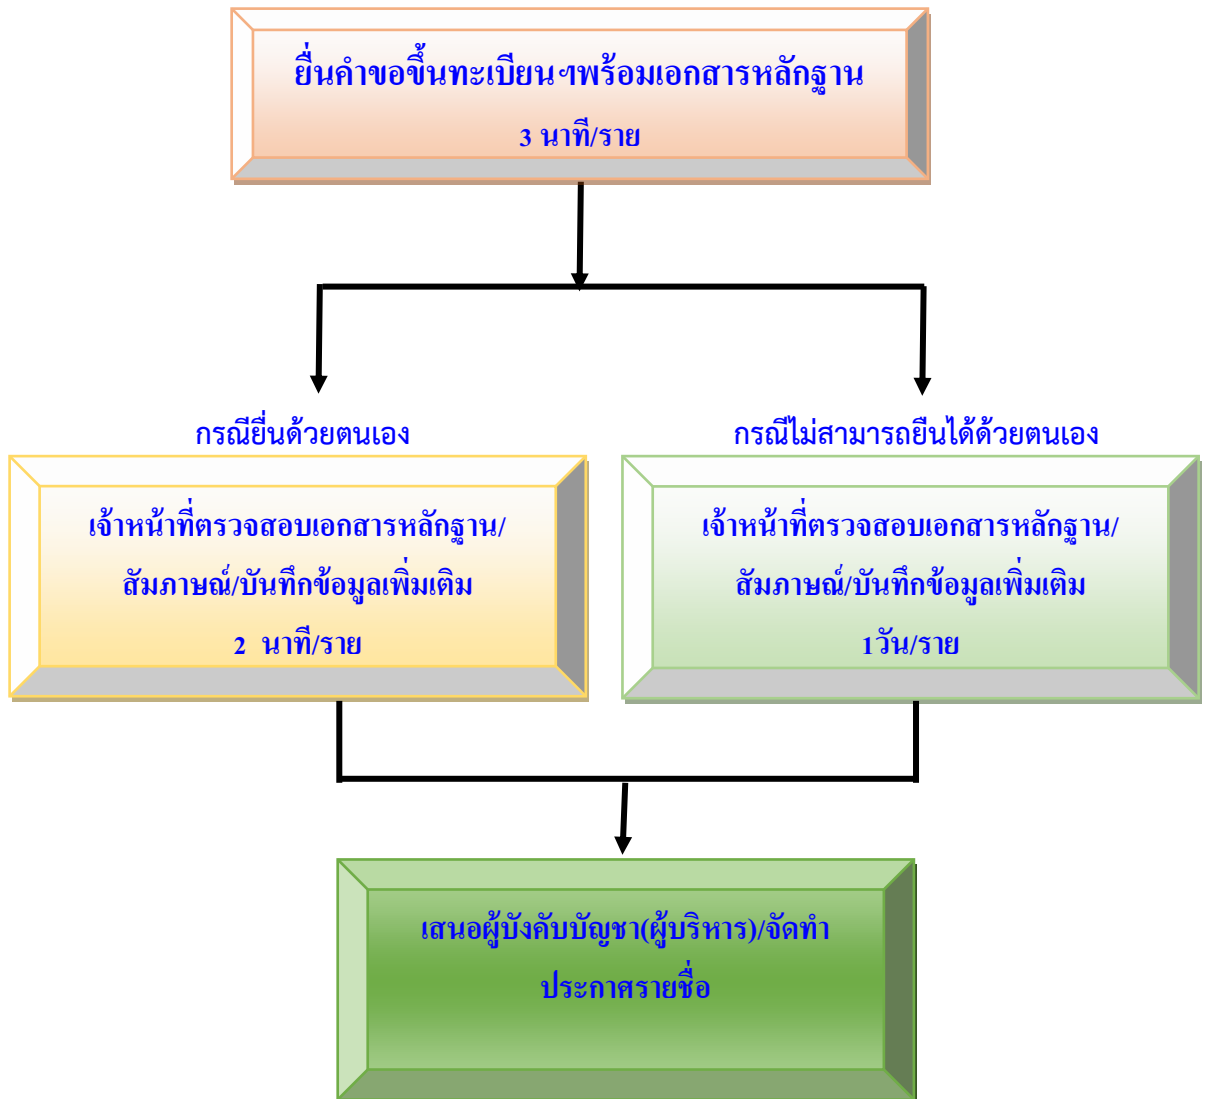 ยื่นคำขอขึ้นทะเบียนฯพร้อมเอกสารหลักฐาน
3 นาที/ราย
กรณียื่นด้วยตนเอง
กรณีไม่สามารถยืนได้ด้วยตนเอง
เจ้าหน้าที่ตรวจสอบเอกสารหลักฐาน/
สัมภาษณ์/บันทึกข้อมูลเพิ่มเติม
2 นาที/ราย
เจ้าหน้าที่ตรวจสอบเอกสารหลักฐาน/
สัมภาษณ์/บันทึกข้อมูลเพิ่มเติม
1วัน/ราย
เสนอผู้บังคับบัญชา(ผู้บริหาร)/จัดทำ
ประกาศรายชื่อ